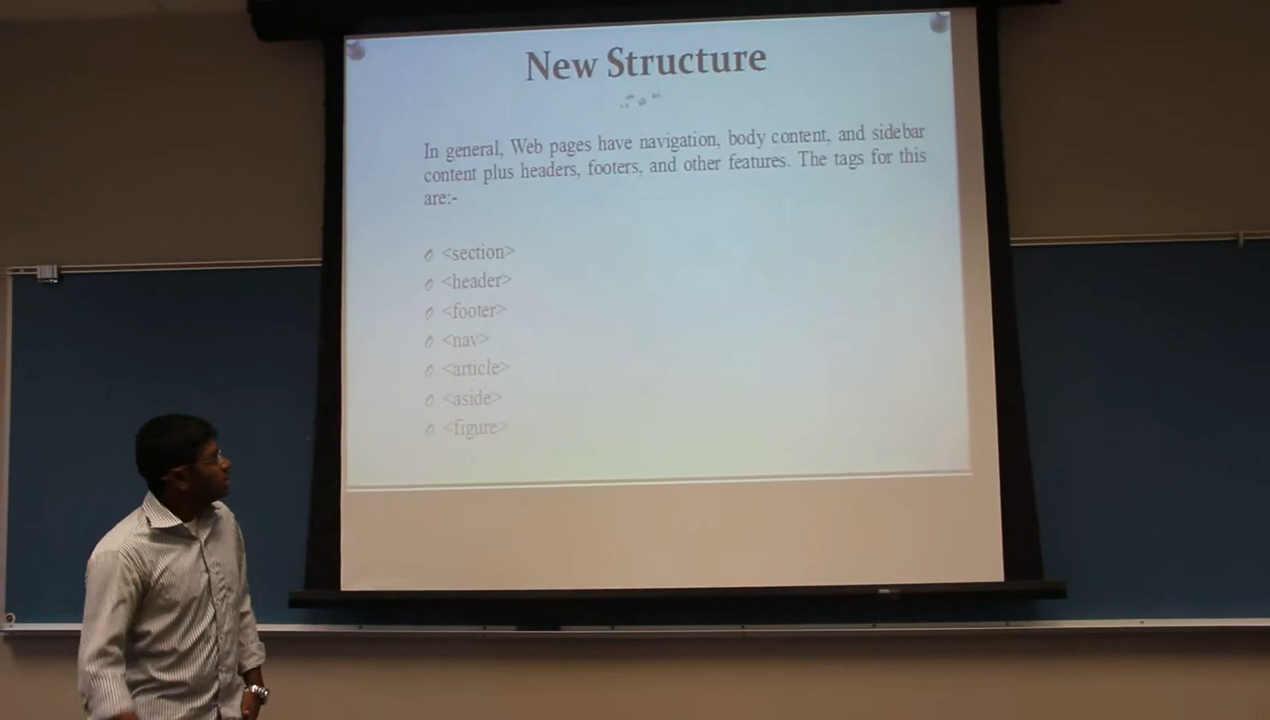 New Structure
In general, Web pages have navigation, body content, and sidebar
content plus headers, footers, and other features. The tags for this
are:-
<section>
<header>
<footer>
<nav>
<article>
<aside>
<figure>